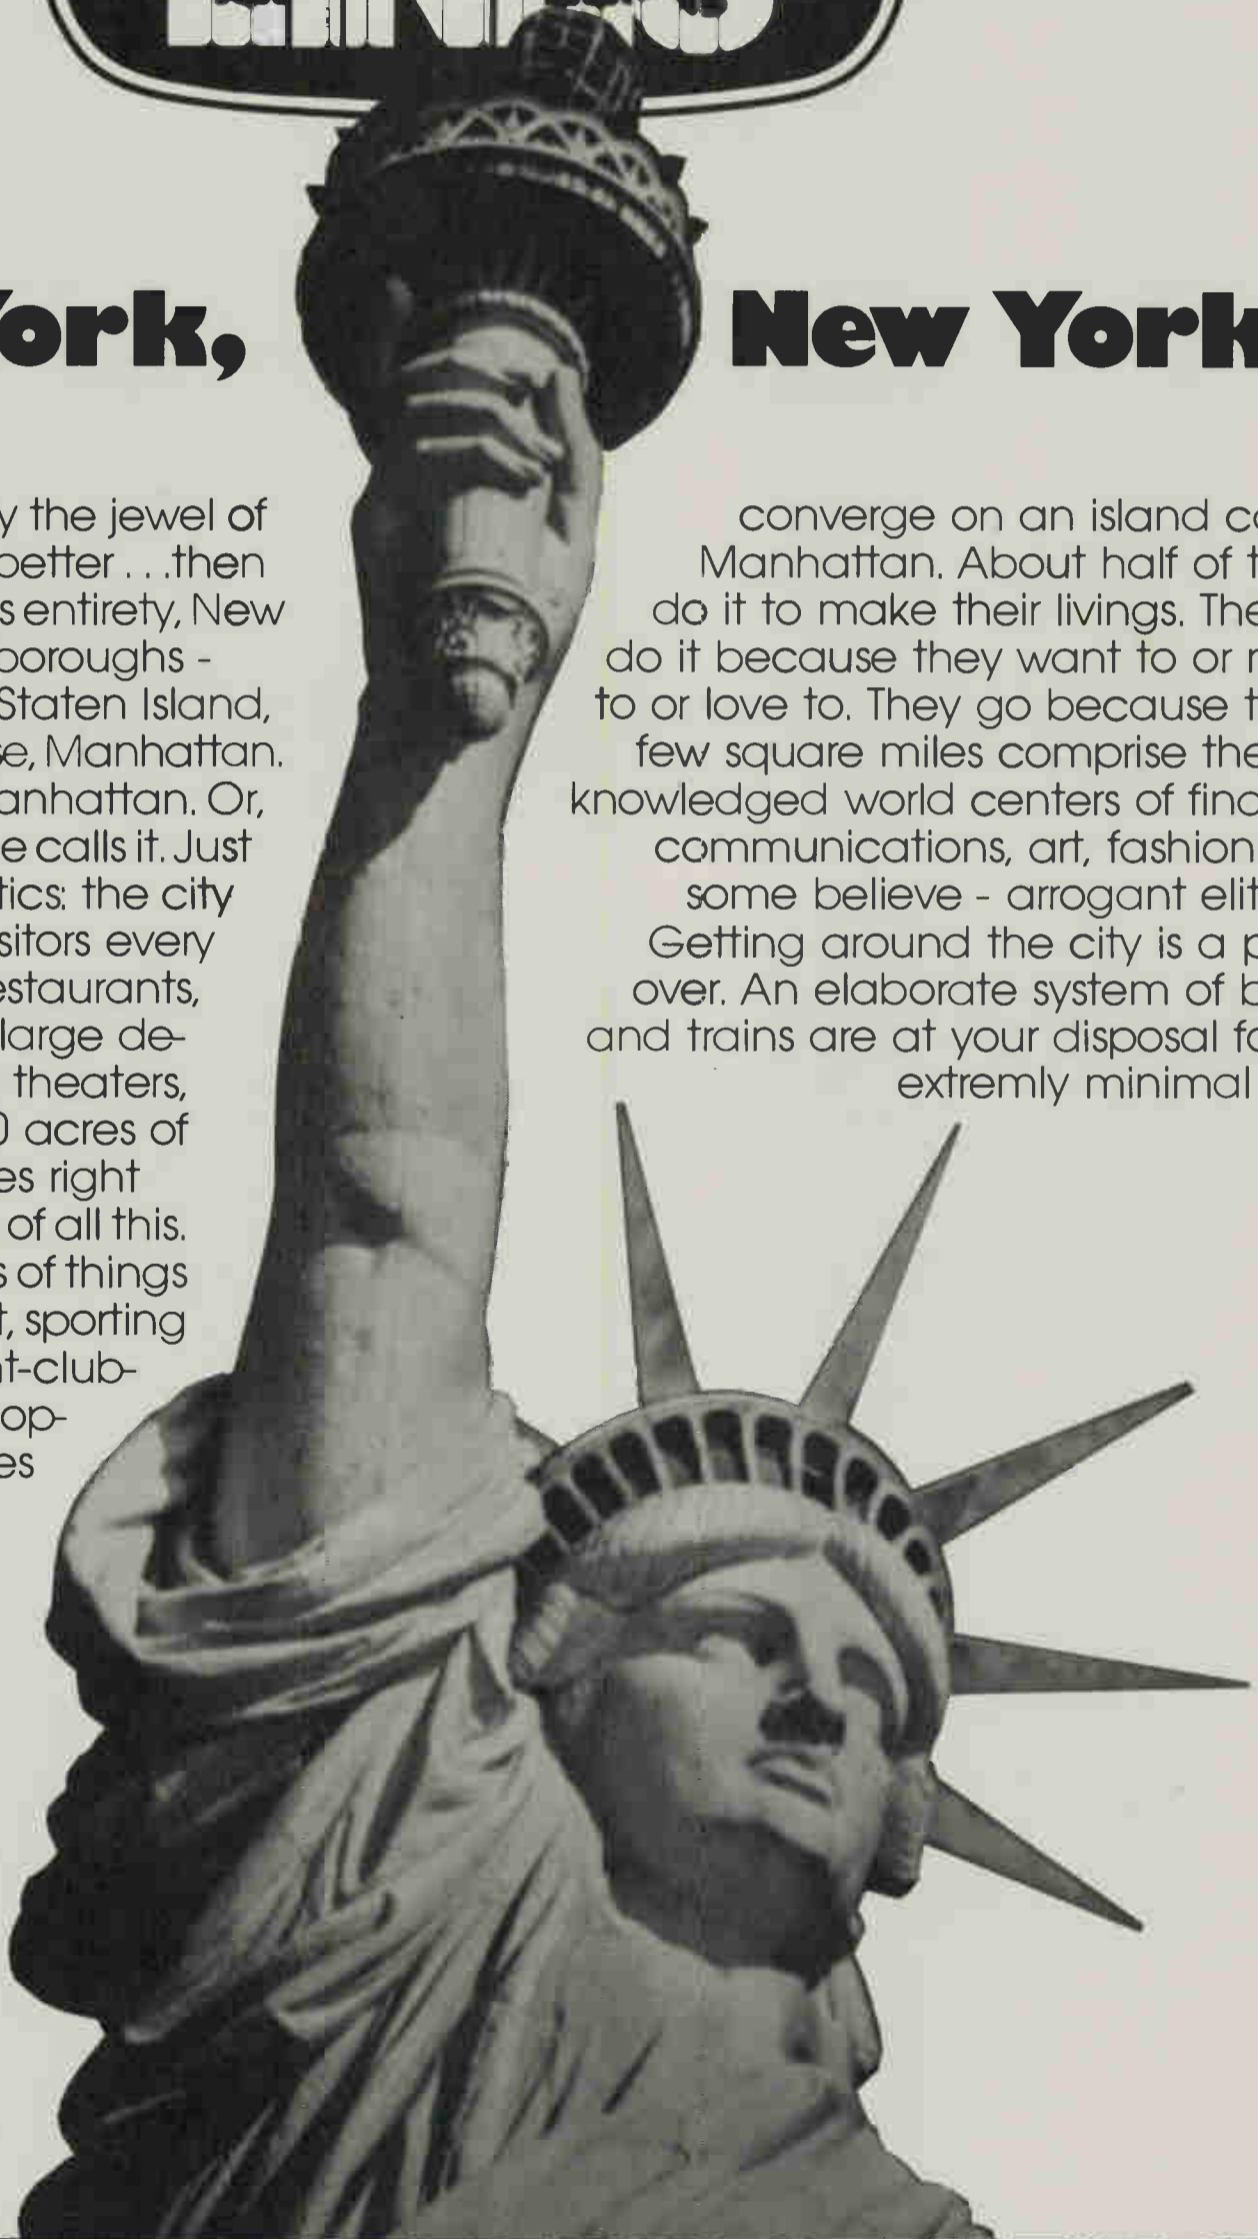 York,
New York
y the jewel of
better . . .then
s entirety, New
boroughs -
Staten Island,
se, Manhattan.
anhattan. Or,
e calls it. Just
tics: the city
sitors every
estaurants,
large de-
theaters,
0 acres of
es right
of all this.
s of things
t, sporting
nt-club-
op-
es
converge on an island co
Manhattan. About half of t
do it to make their livings. The
do it because they want to or n
to or love to. They go because t
few square miles comprise the
knowledged world centers of fina
communications, art, fashion
some believe - arrogant elit
Getting around the city is a p
over. An elaborate system of b
and trains are at your disposal fo
extremly minimal